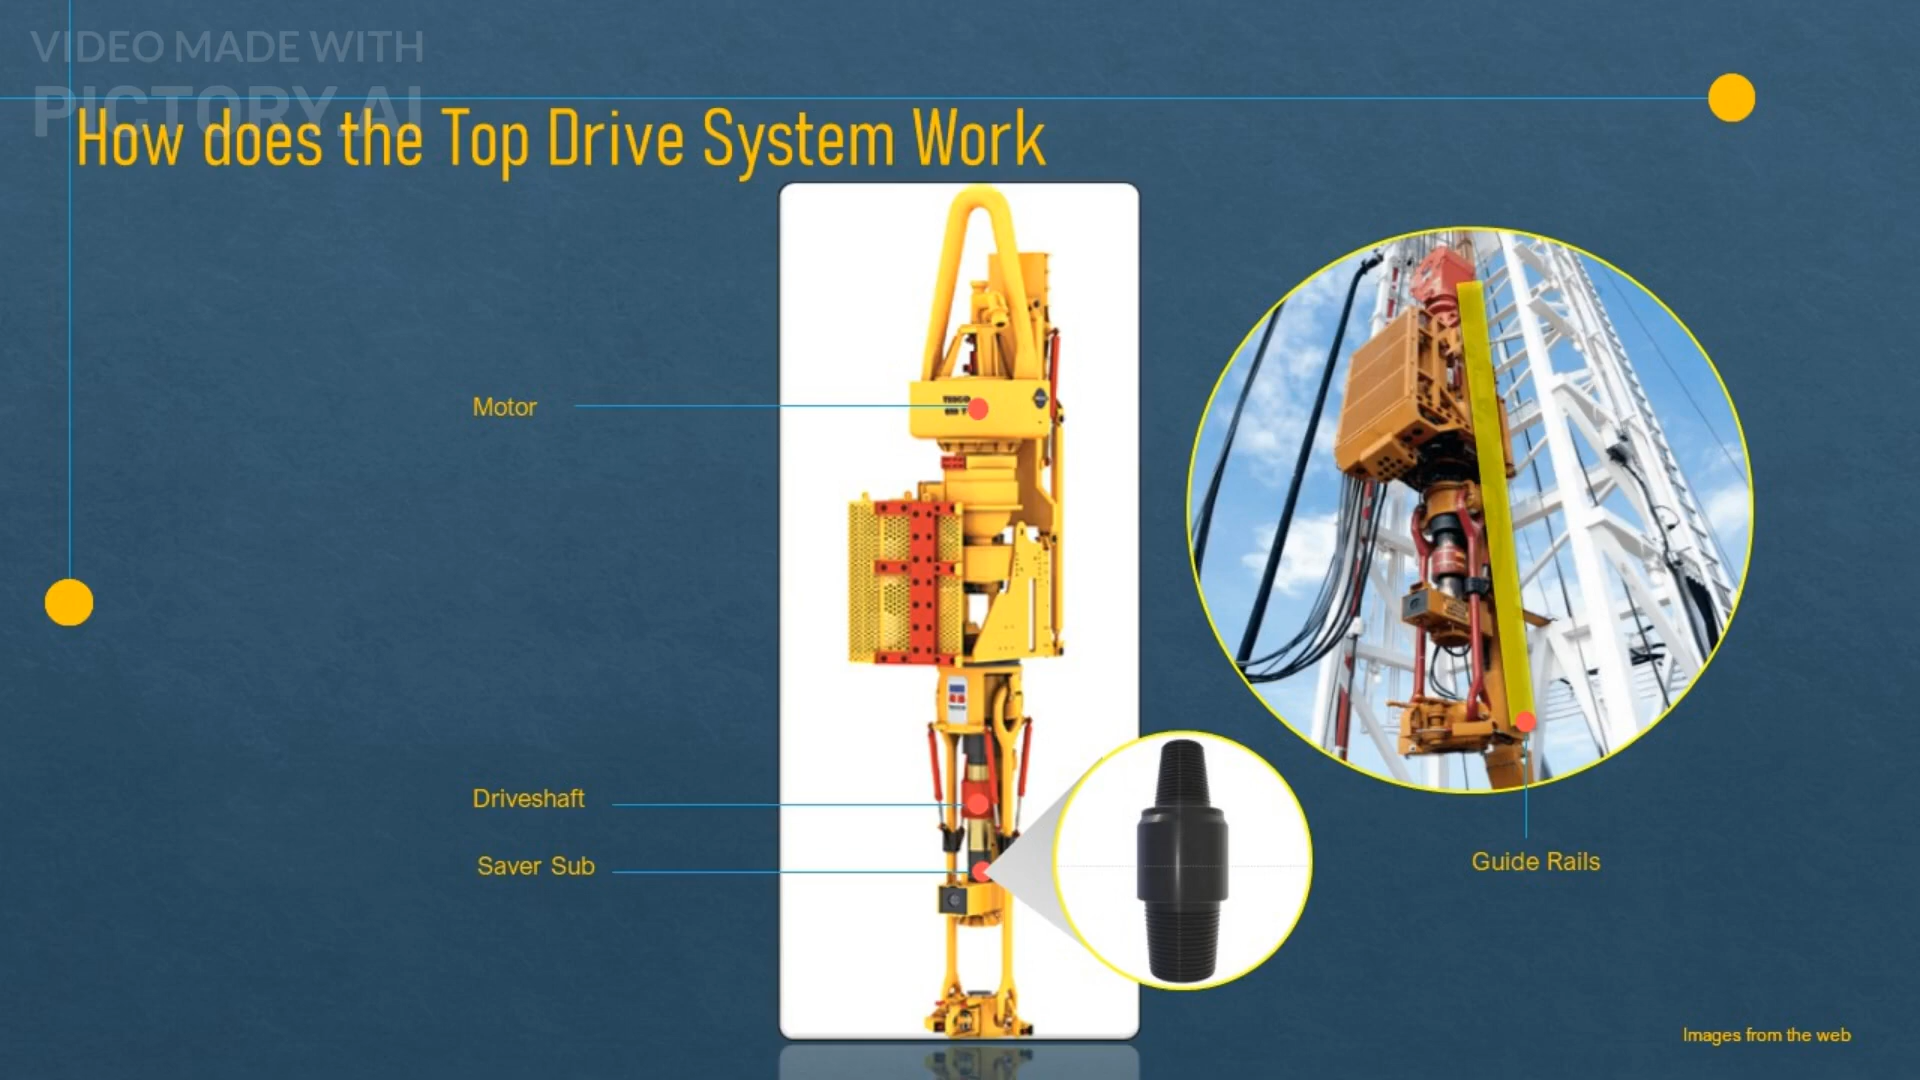 VIDEO MADE WITH
PICTORY.AI
How does the Top Drive System Work
Motor
TESCO
Driveshaft
Saver Sub
Guide Rails
Images from the web